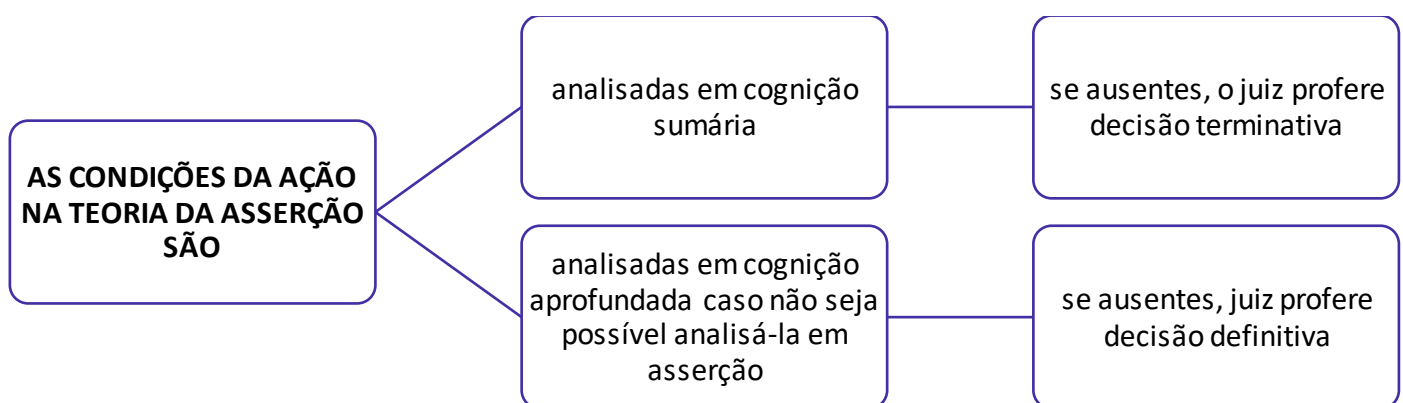 AS CONDIÇÕES DA AÇÃO
NA TEORIA DA ASSERÇÃO
SÃO
analisadas em cognição
sumária
se ausentes, o juiz profere
decisão terminativa
analisadas em cognição
aprofundada caso não seja
possível analisá-la em
asserção
se ausentes, juiz profere
decisão definitiva